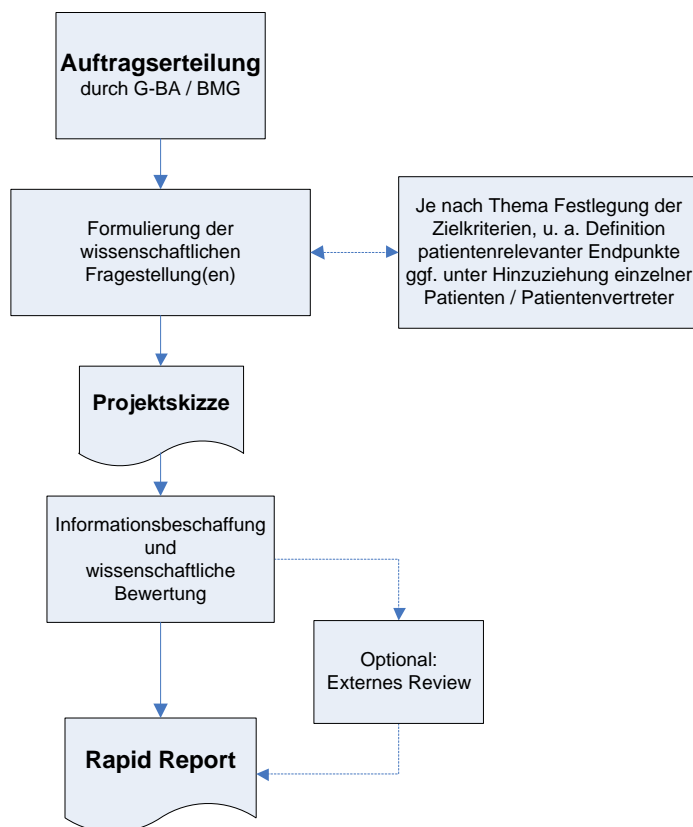 Auftragserteilung
durch G-BA / BMG
Formulierung der
wissenschaftlichen
Fragestellung(en)
Je nach Thema Festlegung der
Zielkriterien, u. a. Definition
patientenrelevanter Endpunkte
ggf. unter Hinzuziehung einzelner
Patienten / Patientenvertreter
Projektskizze
Informationsbeschaffung
und
wissenschaftliche
Bewertung
Optional:
Externes Review
Rapid Report